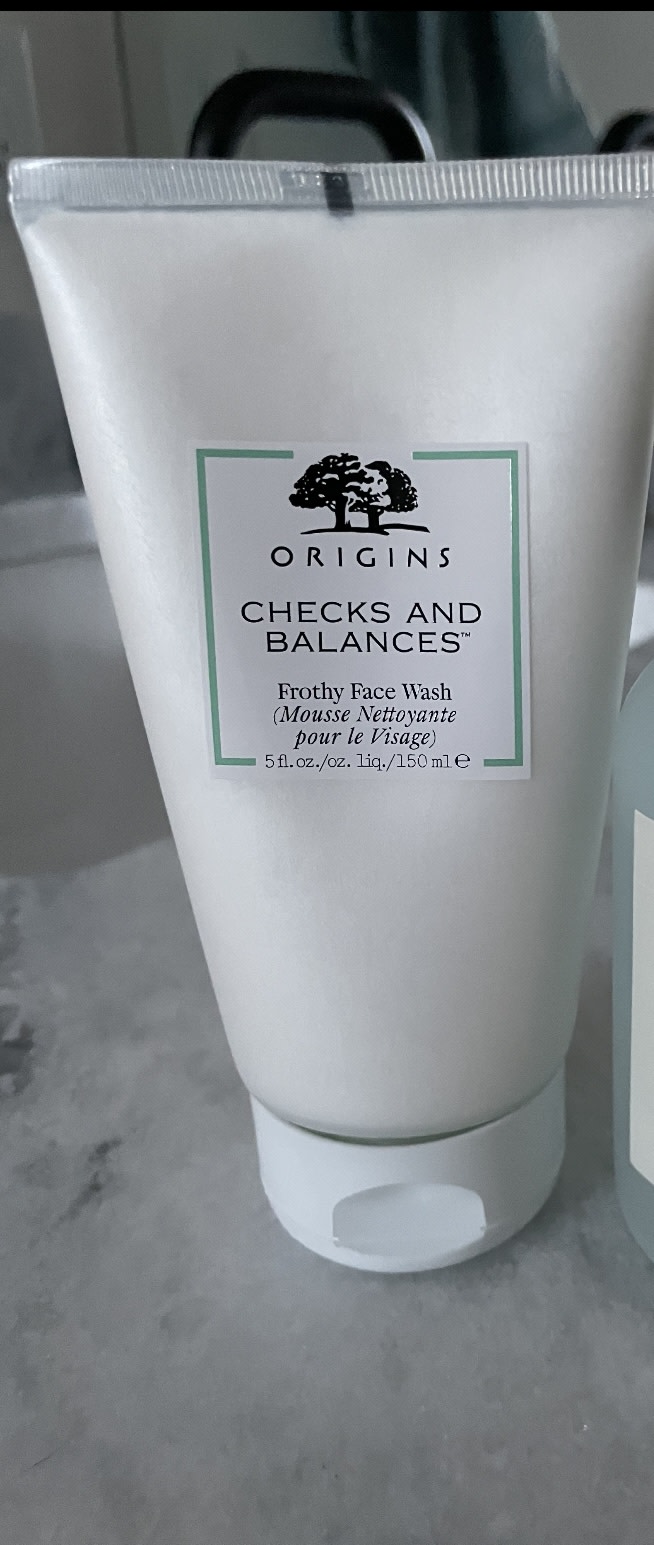 ORIGINS
CHECKS AND
BALANCES™
Frothy Face Wash
(Mousse Nettoyante
pour le Visage)
5 fl. oz./oz. liq./150 ml ℮